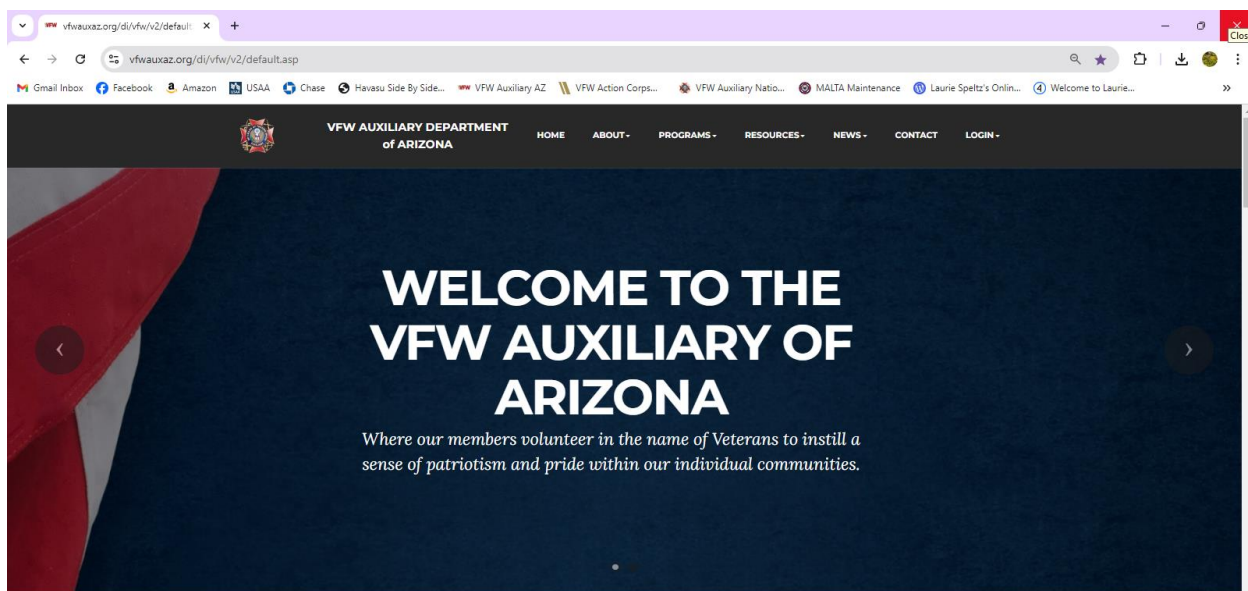 vfwauxaz.org/di/vfw/v2/default
Clos
vfwauxaz.org/di/vfw/v2/default.asp
Gmail Inbox Facebook Amazon USAA Chase Havasu Side By Side... VFW Auxiliary AZ VFW Action Corps... VFW Auxiliary Natio... MALTA Maintenance Laurie Speltz's Onlin... Welcome to Laurie...
VFW AUXILIARY DEPARTMENT
of ARIZONA
HOME ABOUT PROGRAMS RESOURCES NEWS CONTACT LOGIN
WELCOME TO THE
VFW AUXILIARY OF
ARIZONA
Where our members volunteer in the name of Veterans to instill a
sense of patriotism and pride within our individual communities.